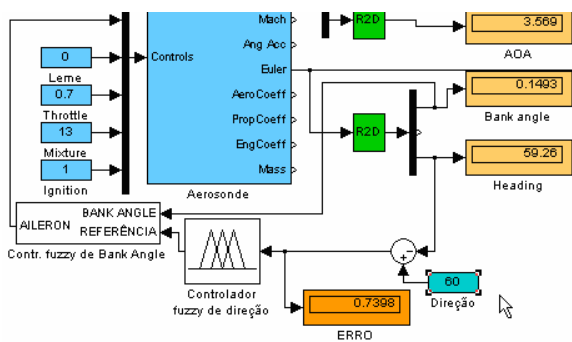 Mach
R2D
3.569
AOA
Ang Acc
0
Leme
Controls
Euler
0.1493
Bank angle
0.7
Throttle
AeroCoeff
13
Mixture
PropCoeff
R2D
EngCoeff
59.26
Heading
1
Ignition
Mass
Aerosonde
AILERON
BANK ANGLE
REFERÊNCIA
Contr. fuzzy de Bank Angle
Controlador
fuzzy de direção
60
Direção
0.7398
ERRO